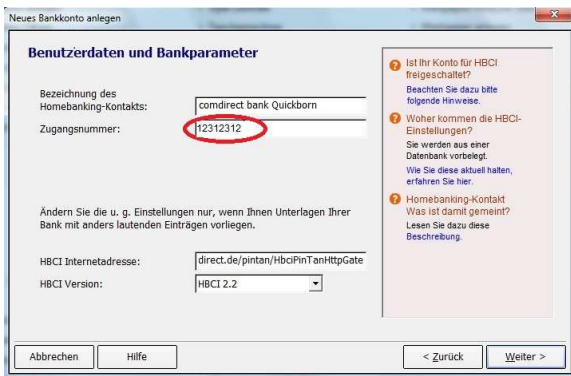 Neues Bankkonto anlegen
Benutzerdaten und Bankparameter
Bezeichnung des
Homebanking-Kontakts:
comdirect bank Quickborn
Zugangsnummer:
12312312
Ändern Sie die u. g. Einstellungen nur, wenn Ihnen Unterlagen Ihrer
Bank mit anders lautenden Einträgen vorliegen.
HBCI Internetadresse:
direct.de/pintan/HbciPinTanHttpGate
HBCI Version:
HBCI 2.2
? Ist Ihr Konto für HBCI
freigeschaltet?
Beachten Sie dazu bitte
folgende Hinweise.
? Woher kommen die HBCI-
Einstellungen?
Sie werden aus einer
Datenbank vorbelegt.
Wie Sie diese aktuell halten,
erfahren Sie hier.
? Homebanking-Kontakt
Was ist damit gemeint?
Lesen Sie dazu diese
Beschreibung.
Abbrechen
Hilfe
< Zurück
Weiter >